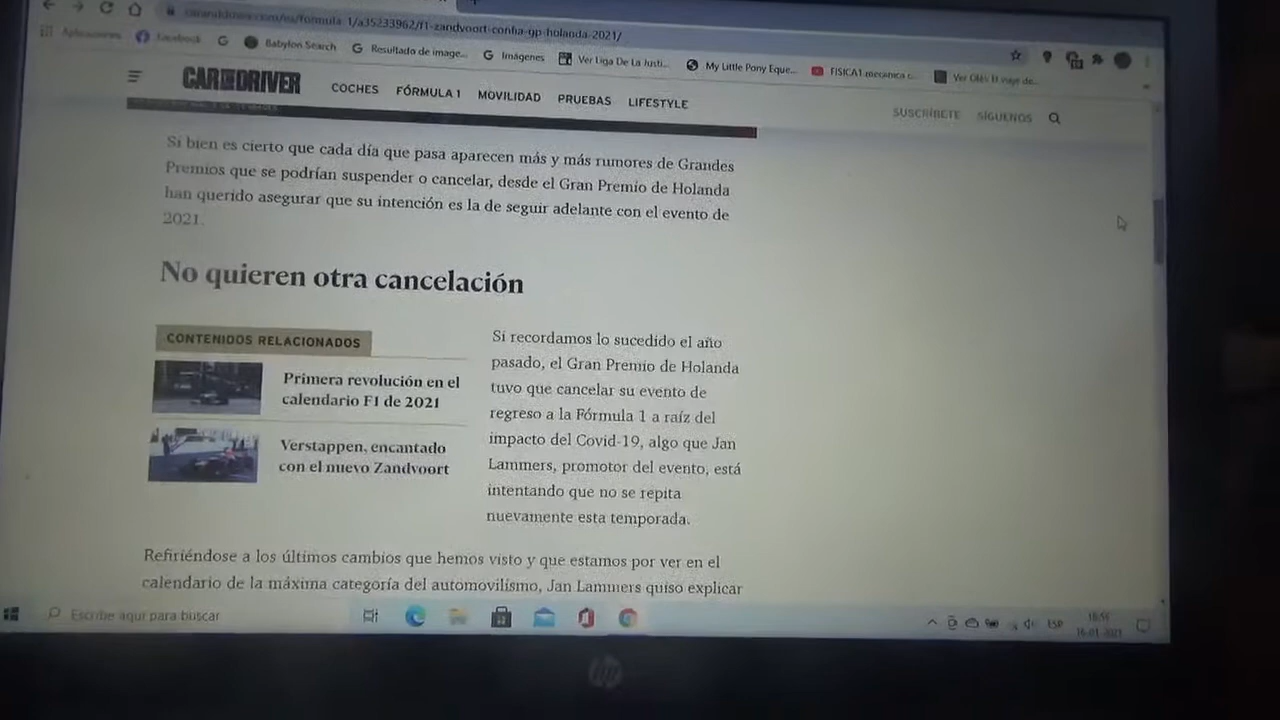 caranddriver.com/es/formula-1/a35233962/f1-zandvoort-confia-gp-holanda-2021/
Aplicaciones Facebook Babylon Search Resultado de image... Imágenes Ver Liga De La Justi... My Little Pony Eque... FISICA1 mecanica c...
CAR AND DRIVER COCHES FÓRMULA 1 MOVILIDAD PRUEBAS LIFESTYLE SUSCRÍBETE SÍGUENOS
Si bien es cierto que cada día que pasa aparecen más y más rumores de Grandes
Premios que se podrían suspender o cancelar, desde el Gran Premio de Holanda
han querido asegurar que su intención es la de seguir adelante con el evento de
2021.
No quieren otra cancelación
CONTENIDOS RELACIONADOS
Primera revolución en el
calendario F1 de 2021
Verstappen, encantado
con el nuevo Zandvoort
Si recordamos lo sucedido el año
pasado, el Gran Premio de Holanda
tuvo que cancelar su evento de
regreso a la Fórmula 1 a raíz del
impacto del Covid-19, algo que Jan
Lammers, promotor del evento, está
intentando que no se repita
nuevamente esta temporada.
Refiriéndose a los últimos cambios que hemos visto y que estamos por ver en el
calendario de la máxima categoría del automovilismo, Jan Lammers quiso explicar
Escribe aquí para buscar
ESP
16-01-2021
hp